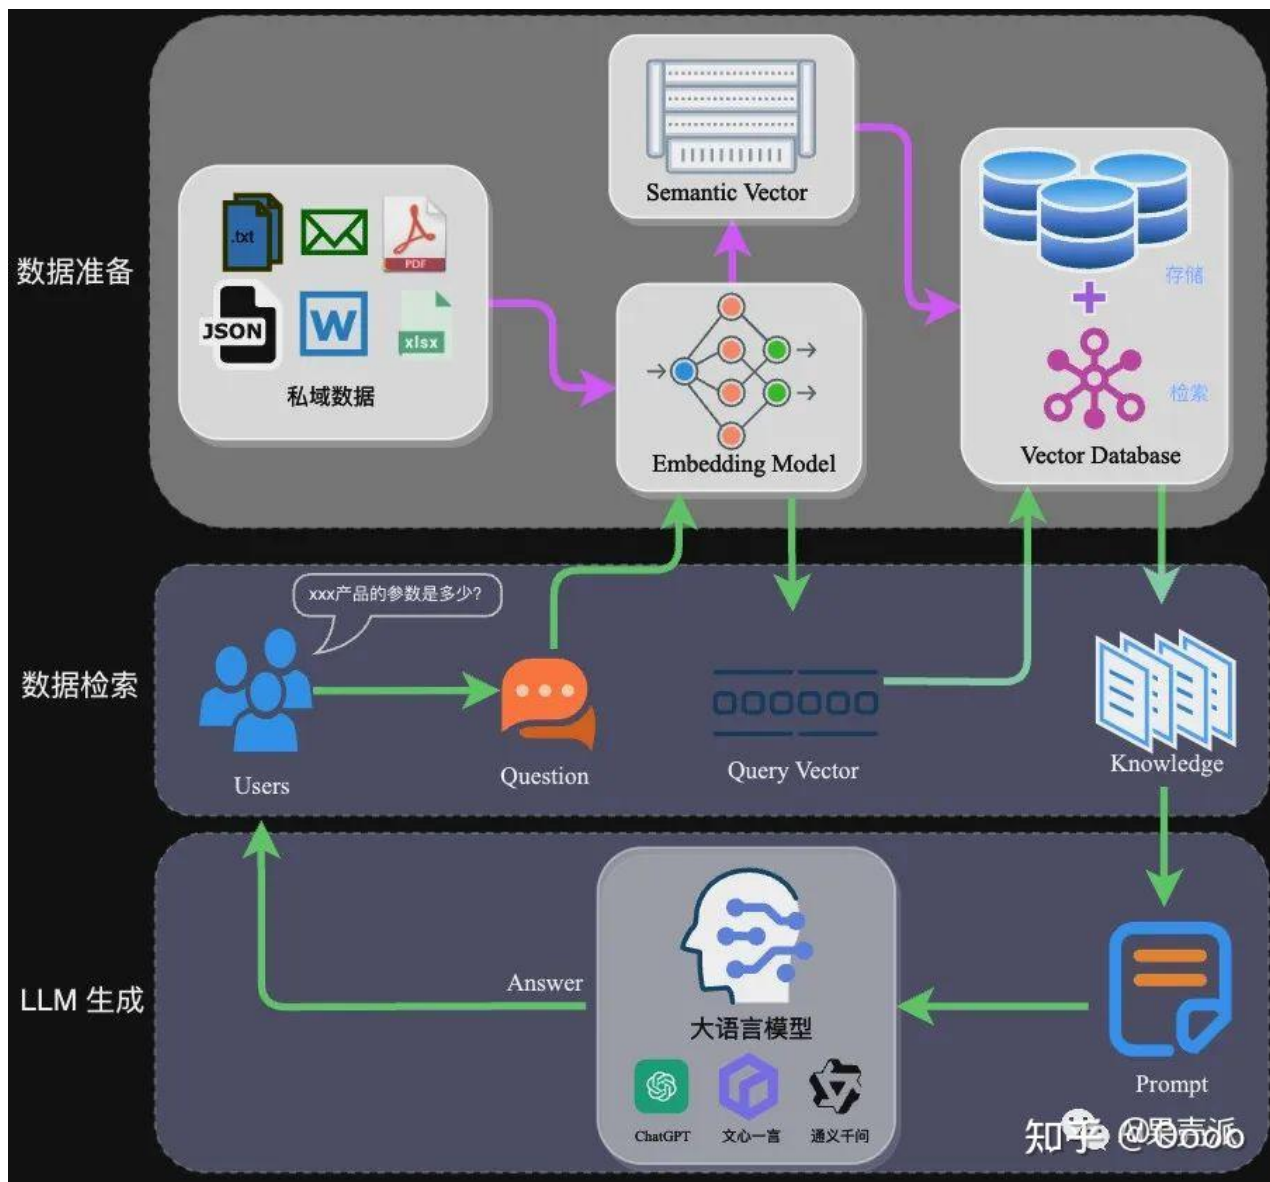 数据准备
.txt
PDF
JSON
W
xlsx
私域数据
Semantic Vector
Embedding Model
存储
检索
Vector Database
数据检索
xxx产品的参数是多少?
Users
Question
Query Vector
Knowledge
LLM 生成
Answer
大语言模型
ChatGPT
文心一言
通义千问
Prompt
知乎 @Oooo